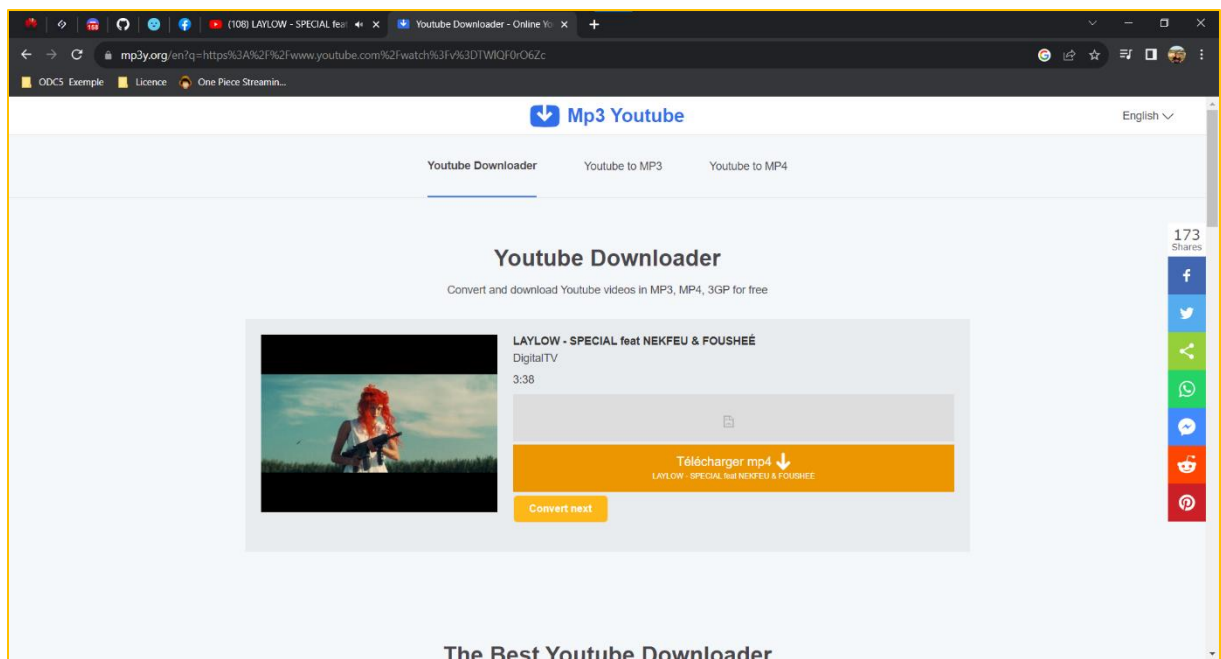 (108) LAYLOW - SPECIAL feat
Youtube Downloader - Online Yo
mp3y.org/en?q=https%3A%2F%2Fwww.youtube.com%2Fwatch%3Fv%3DTWlQF0rO6Zc
ODC5 Exemple
Licence
One Piece Streamin...
Mp3 Youtube
English
Youtube Downloader
Youtube to MP3
Youtube to MP4
173
Shares
Youtube Downloader
Convert and download Youtube videos in MP3, MP4, 3GP for free
LAYLOW - SPECIAL feat NEKFEU & FOUSHEÉ
DigitalTV
3:38
Télécharger mp4
LAYLOW - SPECIAL feat NEKFEU & FOUSHEÉ
Convert next
The Best Youtube Downloader